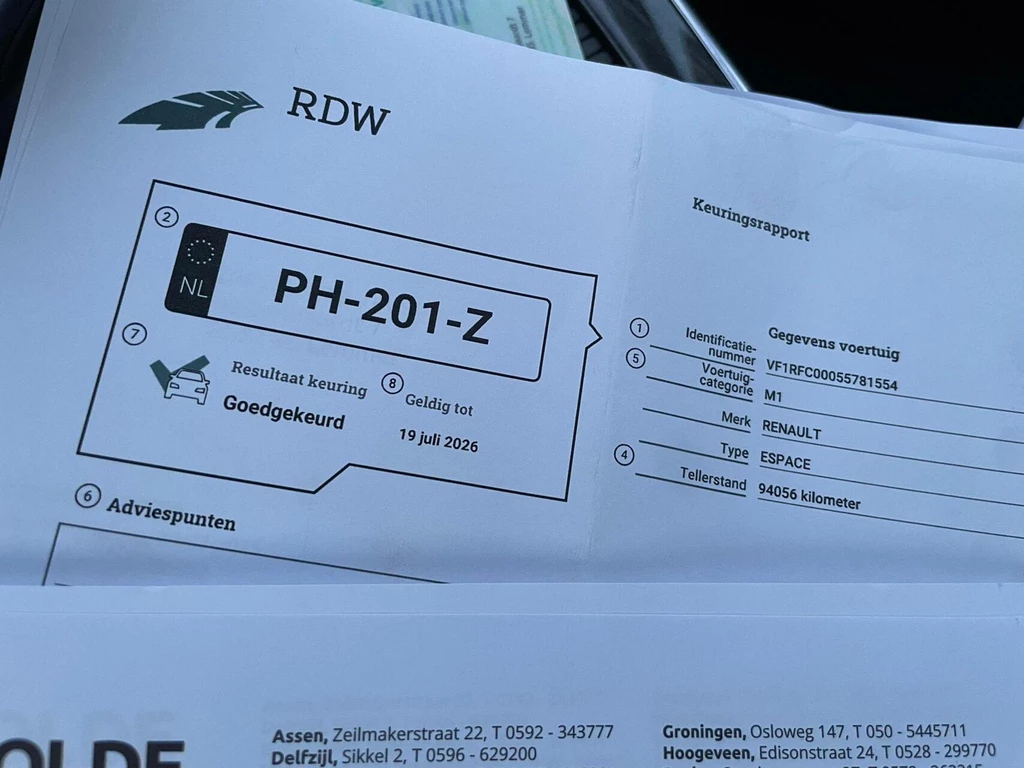 RDW
Keuringsrapport
2
NL
PH-201-Z
7
Resultaat keuring
Goedgekeurd
8
Geldig tot
19 juli 2026
1
Gegevens voertuig
Identificatie-
nummer
VF1RFC00055781554
5
Voertuig-
categorie
M1
Merk
RENAULT
Type
ESPACE
4
Tellerstand
94056 kilometer
6
Adviespunten
OLDE
Assen, Zeilmakerstraat 22, T 0592 - 343777
Delfzijl, Sikkel 2, T 0596 - 629200
Groningen, Osloweg 147, T 050 - 5445711
Hoogeveen, Edisonstraat 24, T 0528 - 299770